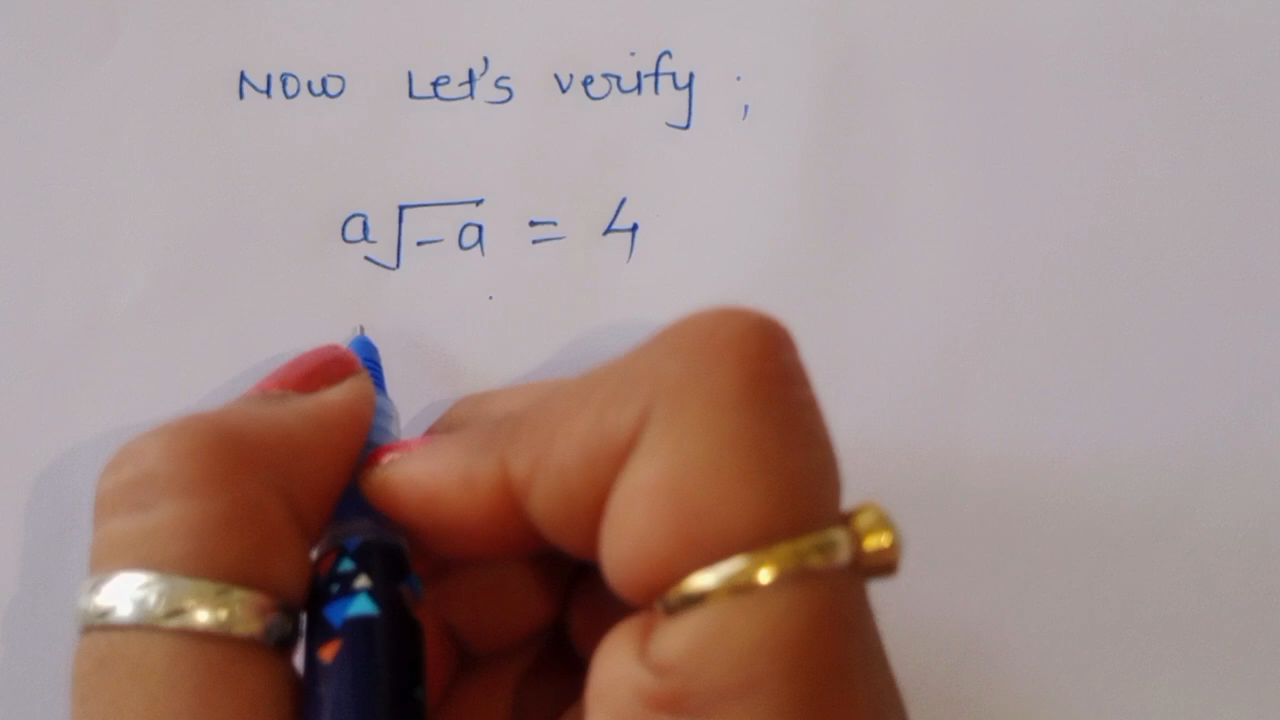 Now Let's verify ;
a√-a = 4